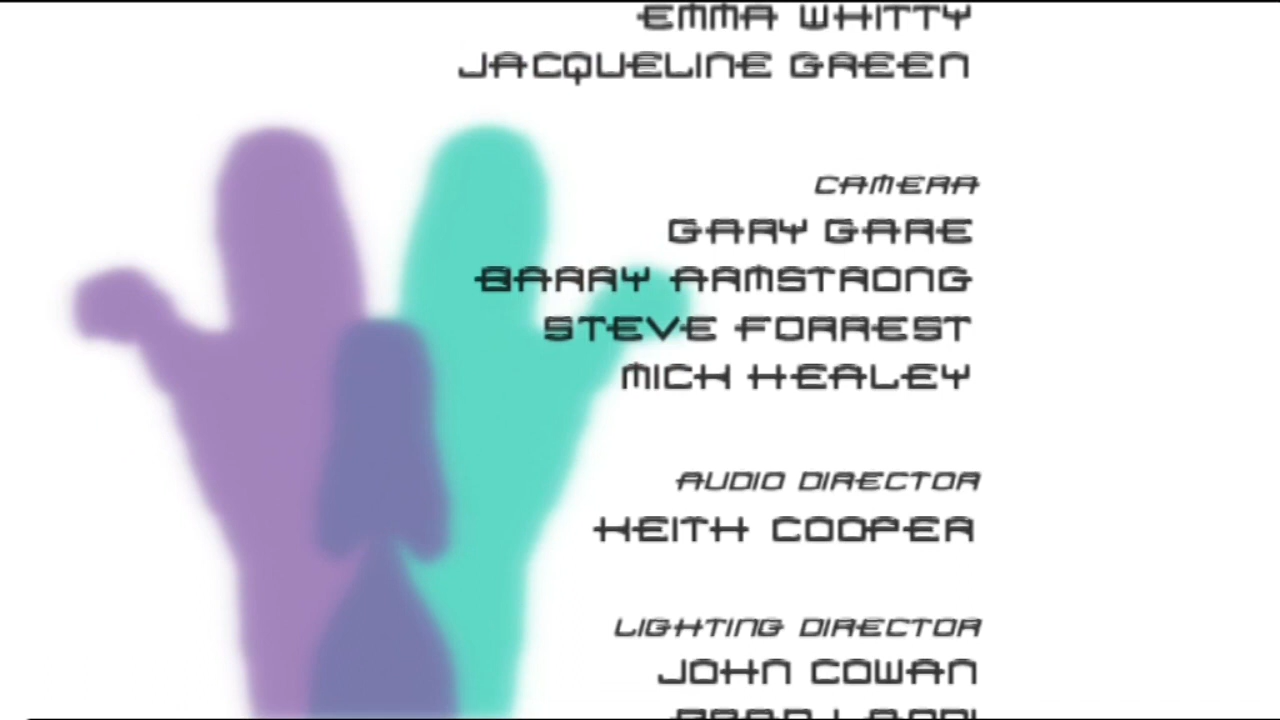 EMMA WHITTY
JACQUELINE GREEN
CAMERA
GARY GARE
BARRY ARMSTRONG
STEVE FORREST
MICK HEALEY
AUDIO DIRECTOR
KEITH COOPER
LIGHTING DIRECTOR
JOHN COWAN